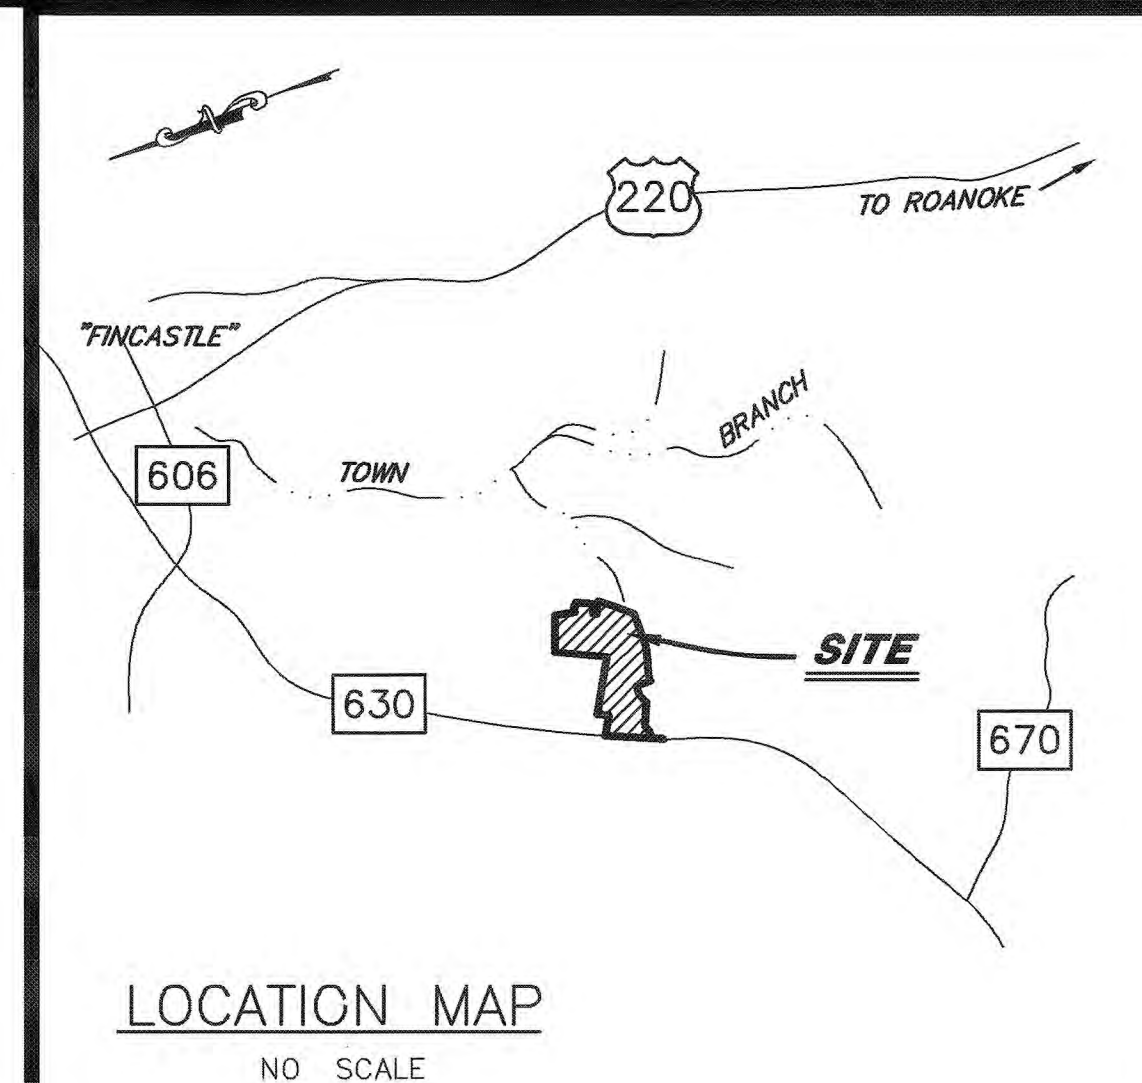 N
220
TO ROANOKE
"FINCASTLE"
BRANCH
606
TOWN
SITE
630
670
LOCATION MAP
NO SCALE